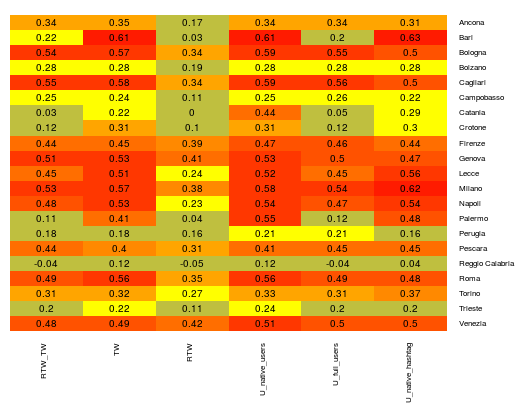 0.34 0.35 0.17 0.34 0.34 0.31 Ancona
0.22 0.61 0.03 0.61 0.2 0.63 Bari
0.54 0.57 0.34 0.59 0.55 0.5 Bologna
0.28 0.28 0.19 0.28 0.28 0.28 Bolzano
0.55 0.58 0.34 0.59 0.56 0.5 Cagliari
0.25 0.24 0.11 0.25 0.26 0.22 Campobasso
0.03 0.22 0 0.44 0.05 0.29 Catania
0.12 0.31 0.1 0.31 0.12 0.3 Crotone
0.44 0.45 0.39 0.47 0.46 0.44 Firenze
0.51 0.53 0.41 0.53 0.5 0.47 Genova
0.45 0.51 0.24 0.52 0.45 0.56 Lecce
0.53 0.57 0.38 0.58 0.54 0.62 Milano
0.48 0.53 0.23 0.54 0.47 0.54 Napoli
0.11 0.41 0.04 0.55 0.12 0.48 Palermo
0.18 0.18 0.16 0.21 0.21 0.16 Perugia
0.44 0.4 0.31 0.41 0.45 0.45 Pescara
-0.04 0.12 -0.05 0.12 -0.04 0.04 Reggio Calabria
0.49 0.56 0.35 0.56 0.49 0.48 Roma
0.31 0.32 0.27 0.33 0.31 0.37 Torino
0.2 0.22 0.11 0.24 0.2 0.2 Trieste
0.48 0.49 0.42 0.51 0.5 0.5 Venezia
RTW_TW
TW
RTW
U_native_users
U_full_users
U_native_hashtag